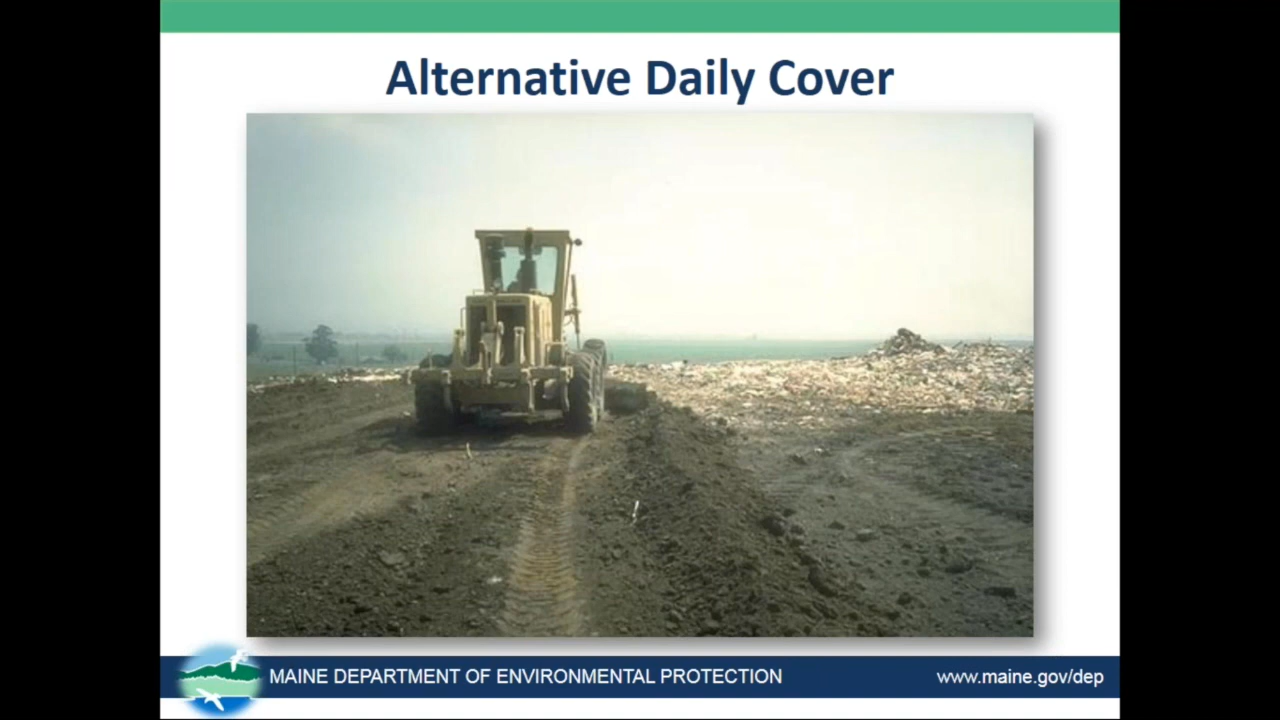 Alternative Daily Cover
MAINE DEPARTMENT OF ENVIRONMENTAL PROTECTION
www.maine.gov/dep